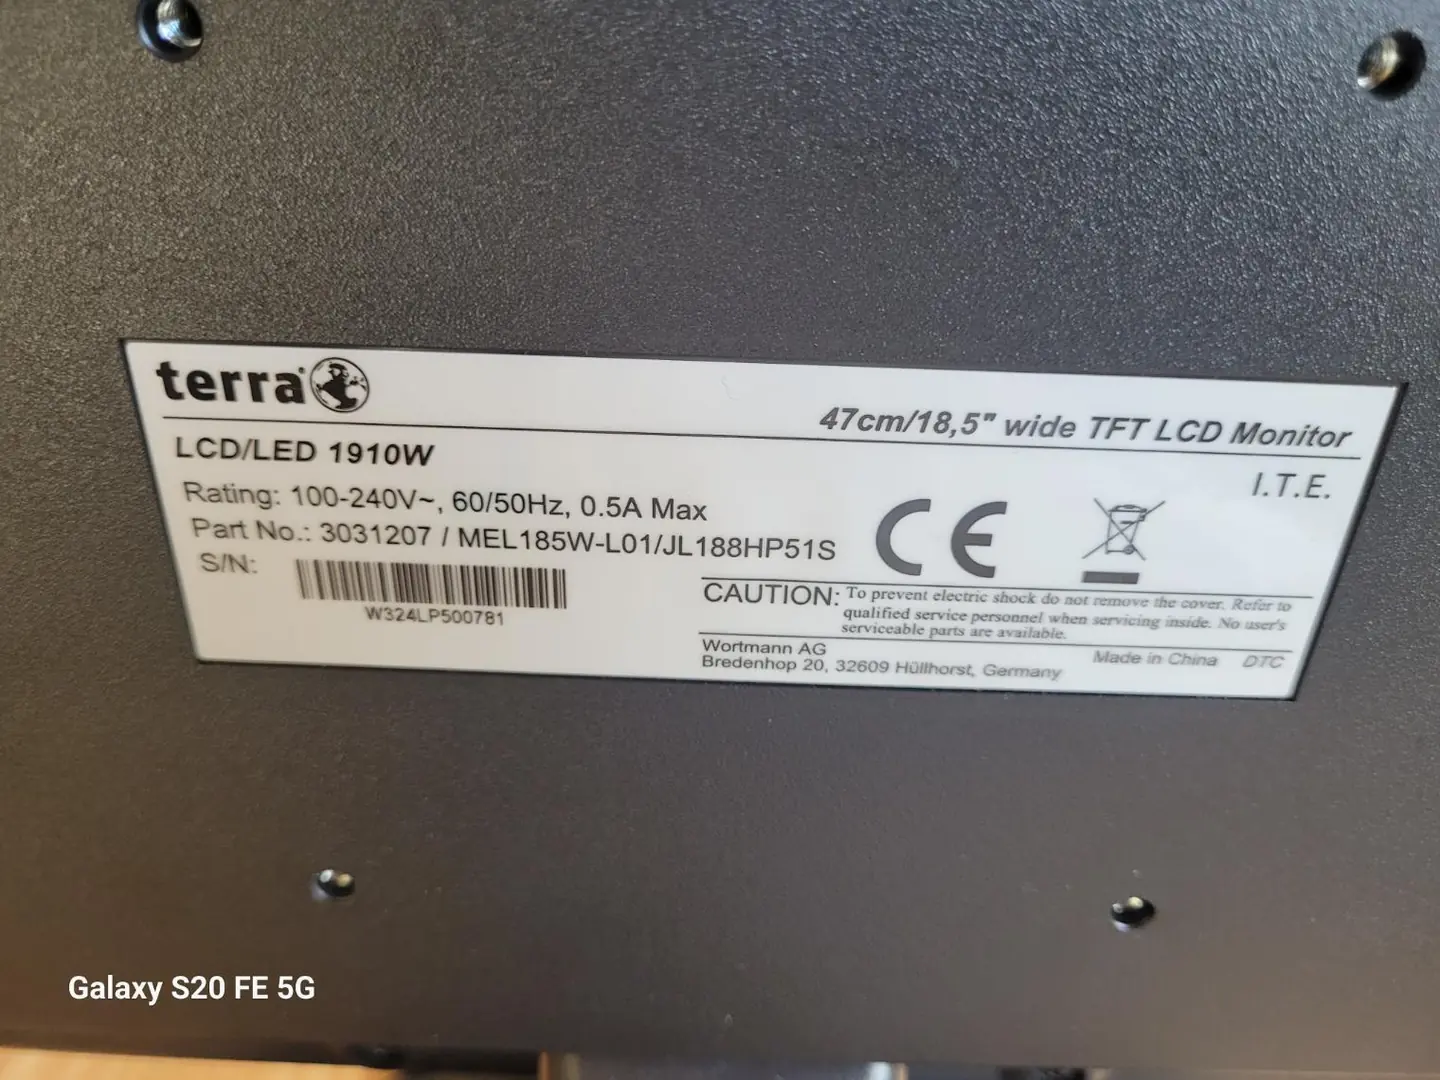 terra
47cm/18,5" wide TFT LCD Monitor
LCD/LED 1910W
I.T.E.
Rating: 100-240V~, 60/50Hz, 0.5A Max
Part No.: 3031207 / MEL185W-L01/JL188HP51S
S/N:
W324LP500781
CE
CAUTION: To prevent electric shock do not remove the cover. Refer to
qualified service personnel when servicing inside. No user's
serviceable parts are available.
Wortmann AG
Bredenhop 20, 32609 Hüllhorst, Germany
Made in China DTC
Galaxy S20 FE 5G